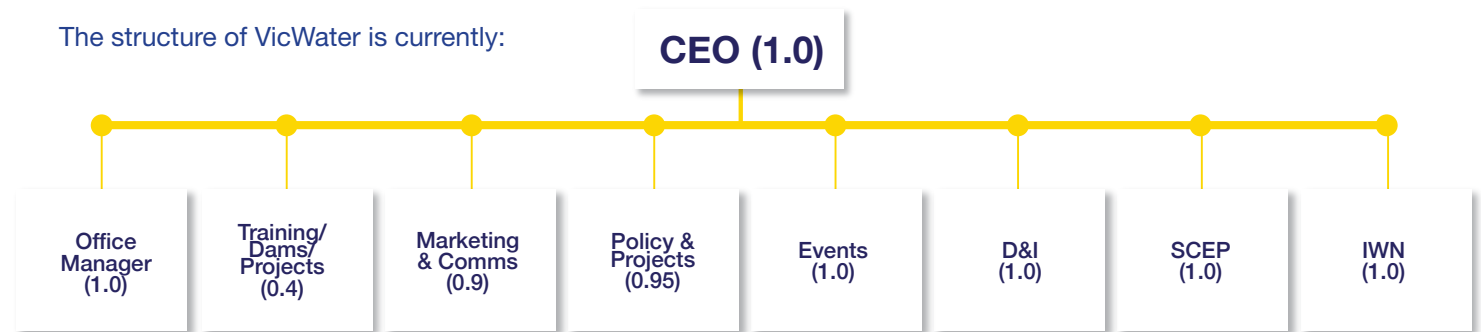 The structure of VicWater is currently:
CEO (1.0)
Office
Manager
(1.0)
Training/
Dams/
Projects
(0.4)
Marketing
& Comms
(0.9)
Policy &
Projects
(0.95)
Events
(1.0)
D&I
(1.0)
SCEP
(1.0)
IWN
(1.0)